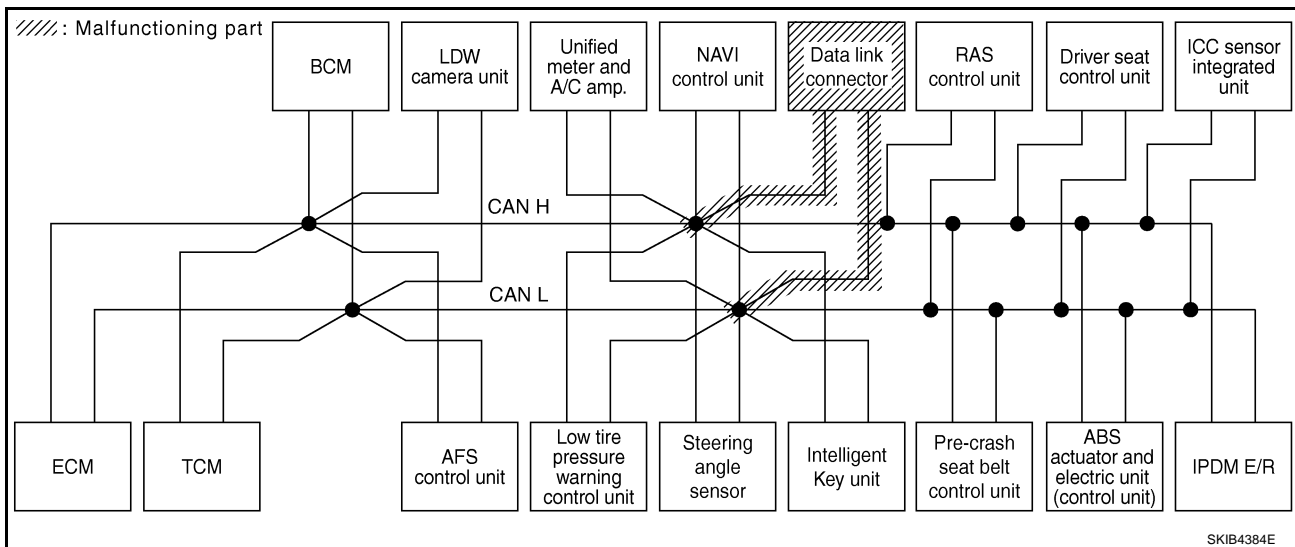 : Malfunctioning part
BCM
LDW
camera unit
Unified
meter and
A/C amp.
NAVI
control unit
Data link
connector
RAS
control unit
Driver seat
control unit
ICC sensor
integrated
unit
CAN H
CAN L
ECM
TCM
AFS
control unit
Low tire
pressure
warning
control unit
Steering
angle
sensor
Intelligent
Key unit
Pre-crash
seat belt
control unit
ABS
actuator and
electric unit
(control unit)
IPDM E/R
SKIB4384E